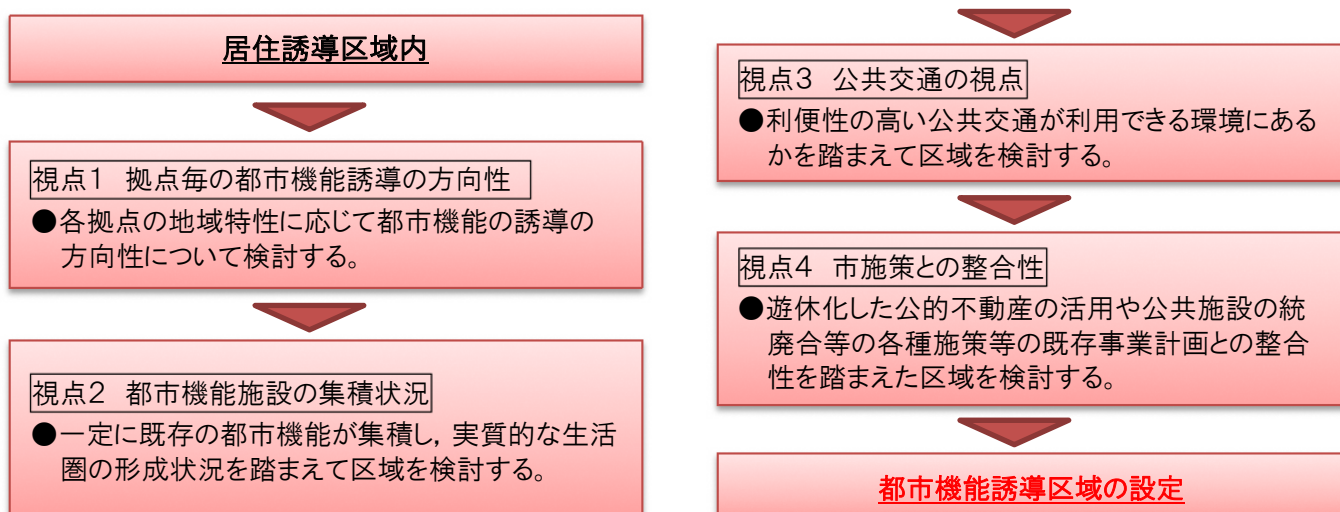 居住誘導区域内
視点1 拠点毎の都市機能誘導の方向性
●各拠点の地域特性に応じて都市機能の誘導の
方向性について検討する。
視点2 都市機能施設の集積状況
●一定に既存の都市機能が集積し，実質的な生活
圏の形成状況を踏まえて区域を検討する。
視点3 公共交通の視点
●利便性の高い公共交通が利用できる環境にある
かを踏まえて区域を検討する。
視点4 市施策との整合性
●遊休化した公的不動産の活用や公共施設の統
廃合等の各種施策等の既存事業計画との整合
性を踏まえた区域を検討する。
都市機能誘導区域の設定